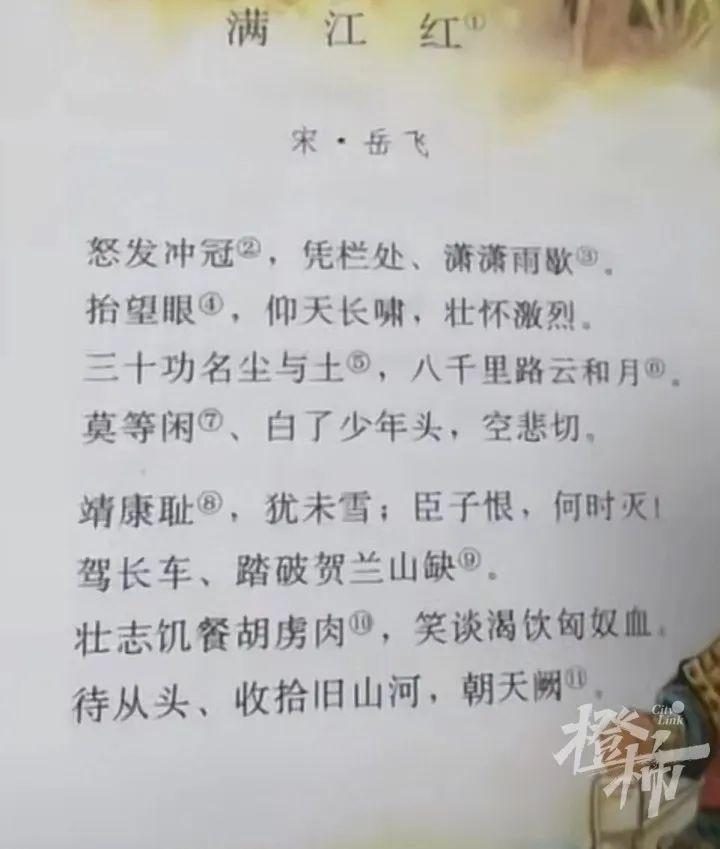 满江红①
宋·岳飞
怒发冲冠②，凭栏处、潇潇雨歇③。
抬望眼④，仰天长啸，壮怀激烈。
三十功名尘与土⑤，八千里路云和月⑥。
莫等闲⑦、白了少年头，空悲切。
靖康耻⑧，犹未雪；臣子恨，何时灭！
驾长车、踏破贺兰山缺⑨。
壮志饥餐胡虏肉⑩，笑谈渴饮匈奴血。
待从头、收拾旧山河，朝天阙⑪。
City Link
橙柿